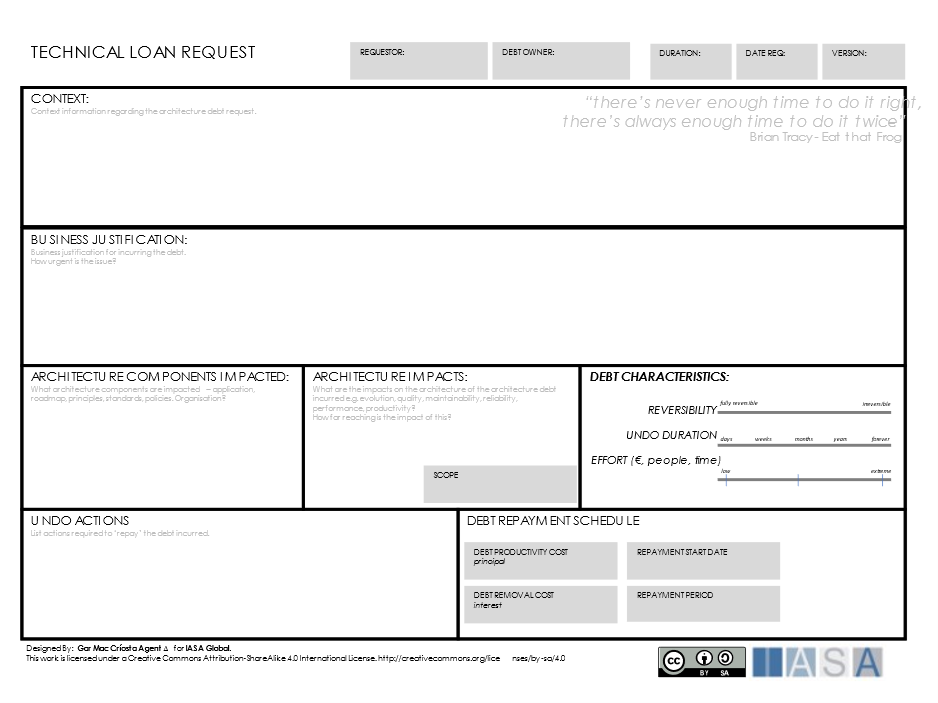 TECHNICAL LOAN REQUEST
REQUESTOR:
DEBT OWNER:
DURATION:
DATE REQ:
VERSION:
CONTEXT:
Context information regarding the architecture debt request.
“there’s never enough time to do it right,
there’s always enough time to do it twice”
Brian Tracy - Eat that Frog
BUSINESS JUSTIFICATION:
Business justification for incurring the debt.
How urgent is the issue?
ARCHITECTURE COMPONENTS IMPACTED:
What architecture components are impacted – application,
roadmap, principles, standards, policies. Organisation?
ARCHITECTURE IMPACTS:
What are the impacts on the architecture of the architecture debt
incurred e.g. evolution, quality, maintainability, reliability,
performance, productivity?
How far reaching is the impact of this?
SCOPE
DEBT CHARACTERISTICS:
REVERSIBILITY
fully reversible
irreversible
UNDO DURATION
days weeks months years forever
EFFORT (€, people, time)
low
extreme
UNDO ACTIONS
List actions required to “repay” the debt incurred.
DEBT REPAYMENT SCHEDULE
DEBT PRODUCTIVITY COST
principal
REPAYMENT START DATE
DEBT REMOVAL COST
interest
REPAYMENT PERIOD
Designed By: Gar Mac Críosta Agent Δ for IASA Global.
This work is licensed under a Creative Commons Attribution-ShareAlike 4.0 International License. http://creativecommons.org/lice nses/by-sa/4.0
cc BY SA
IASA